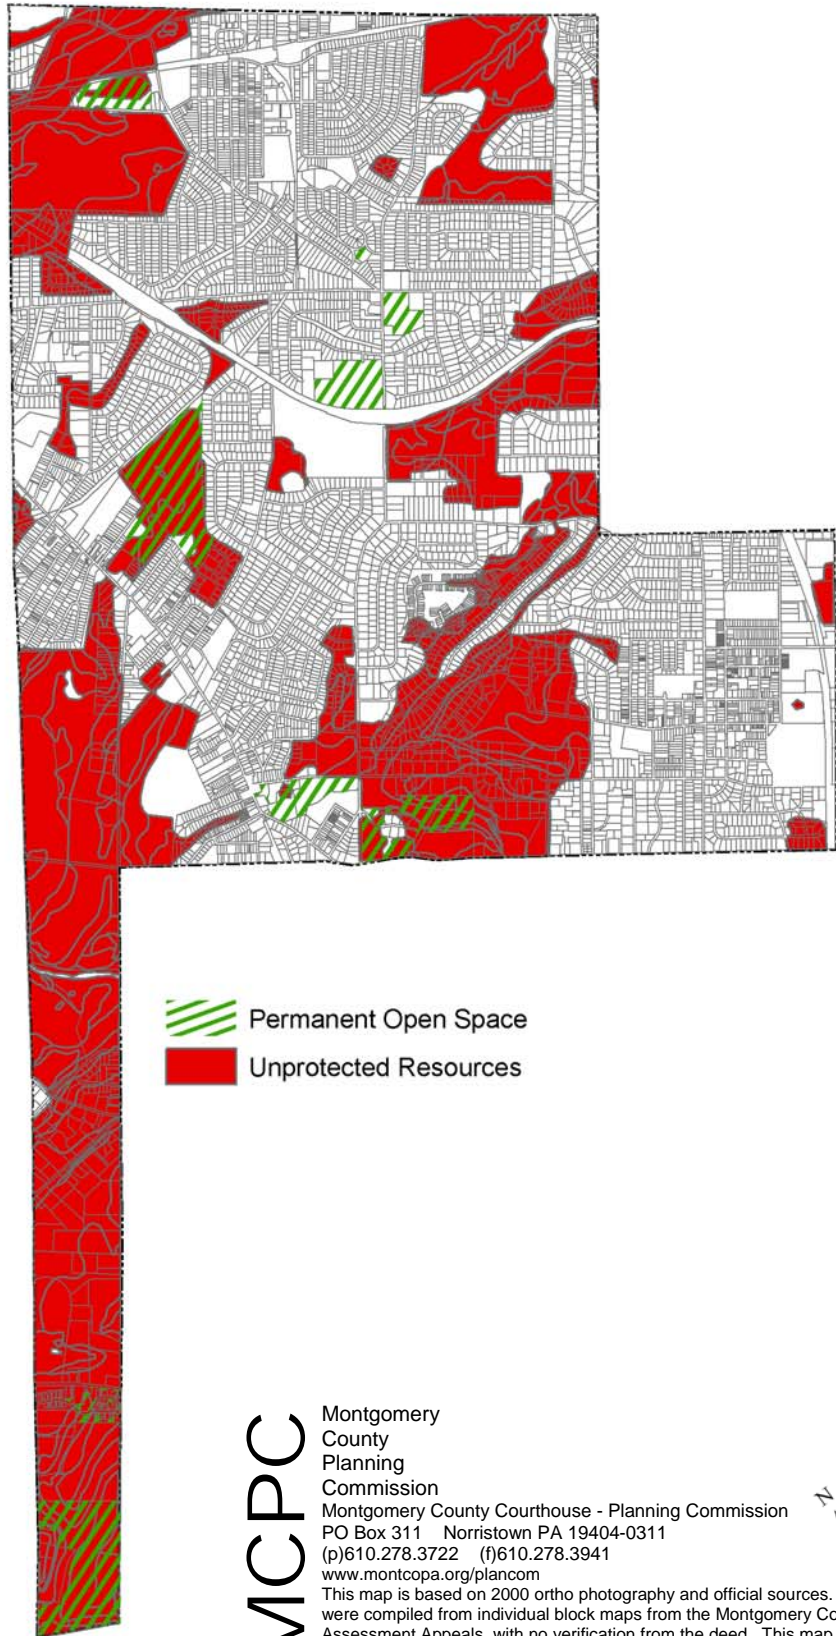 Permanent Open Space
Unprotected Resources
MCPC
Montgomery
County
Planning
Commission
Montgomery County Courthouse - Planning Commission
PO Box 311 Norristown PA 19404-0311
(p)610.278.3722 (f)610.278.3941
www.montcopa.org/plancom
This map is based on 2000 ortho photography and official sources.
were compiled from individual block maps from the Montgomery Co
Assessment Appeals, with no verification from the deed. This map
N